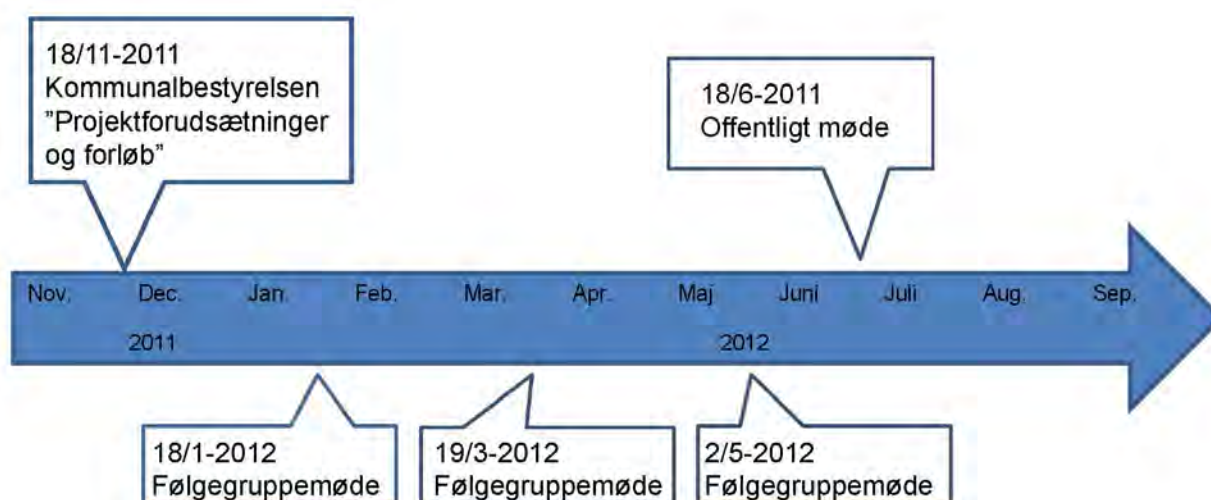 18/11-2011
Kommunalbestyrelsen
”Projektforudsætninger
og forløb”
18/6-2011
Offentligt møde
Nov. Dec. Jan. Feb. Mar. Apr. Maj Juni Juli Aug. Sep.
2011 2012
18/1-2012
Følgegruppemøde
19/3-2012
Følgegruppemøde
2/5-2012
Følgegruppemøde